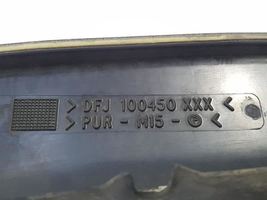 > DFJ 100450 XXX <
> PUR - M15 - G <